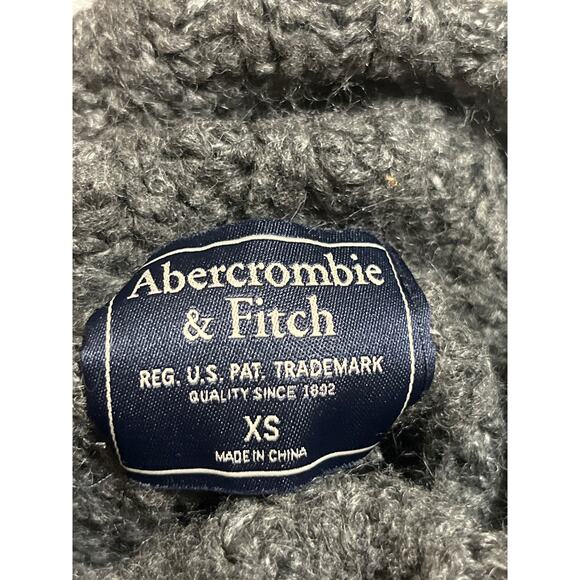 Abercrombie
& Fitch
REG. U.S. PAT. TRADEMARK
QUALITY SINCE 1892
XS
MADE IN CHINA